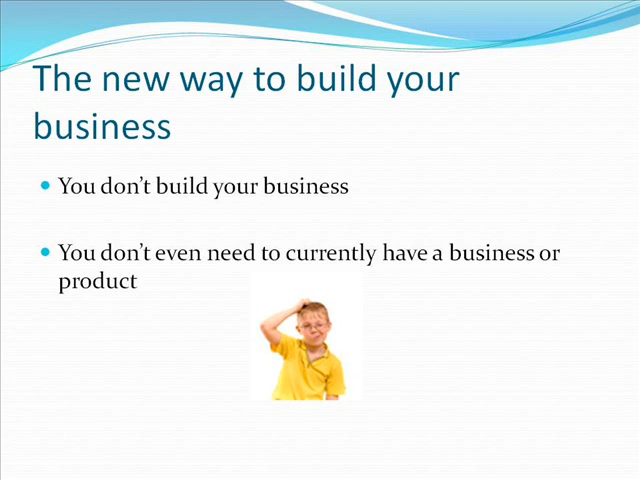 The new way to build your
business
You don’t build your business
You don’t even need to currently have a business or
product